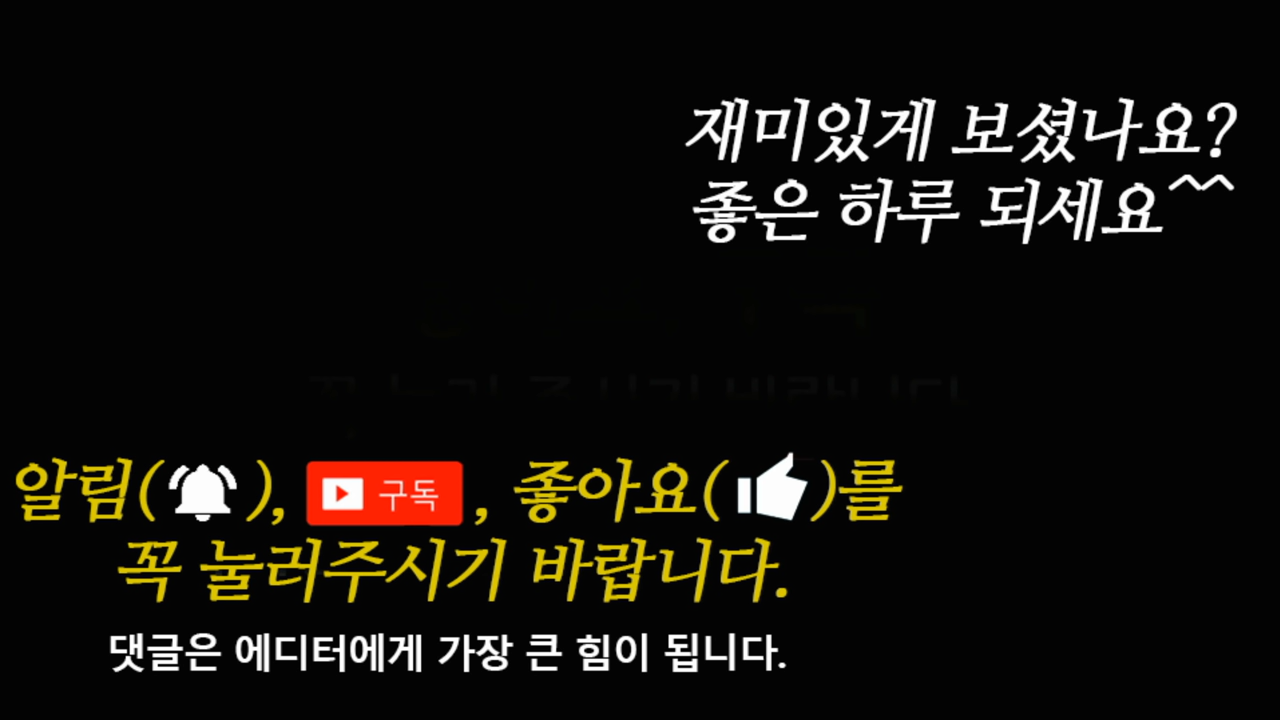 재미있게 보셨나요?
좋은 하루 되세요^^
알림( ), 구독 , 좋아요( )를
꼭 눌러주시기 바랍니다.
댓글은 에디터에게 가장 큰 힘이 됩니다.